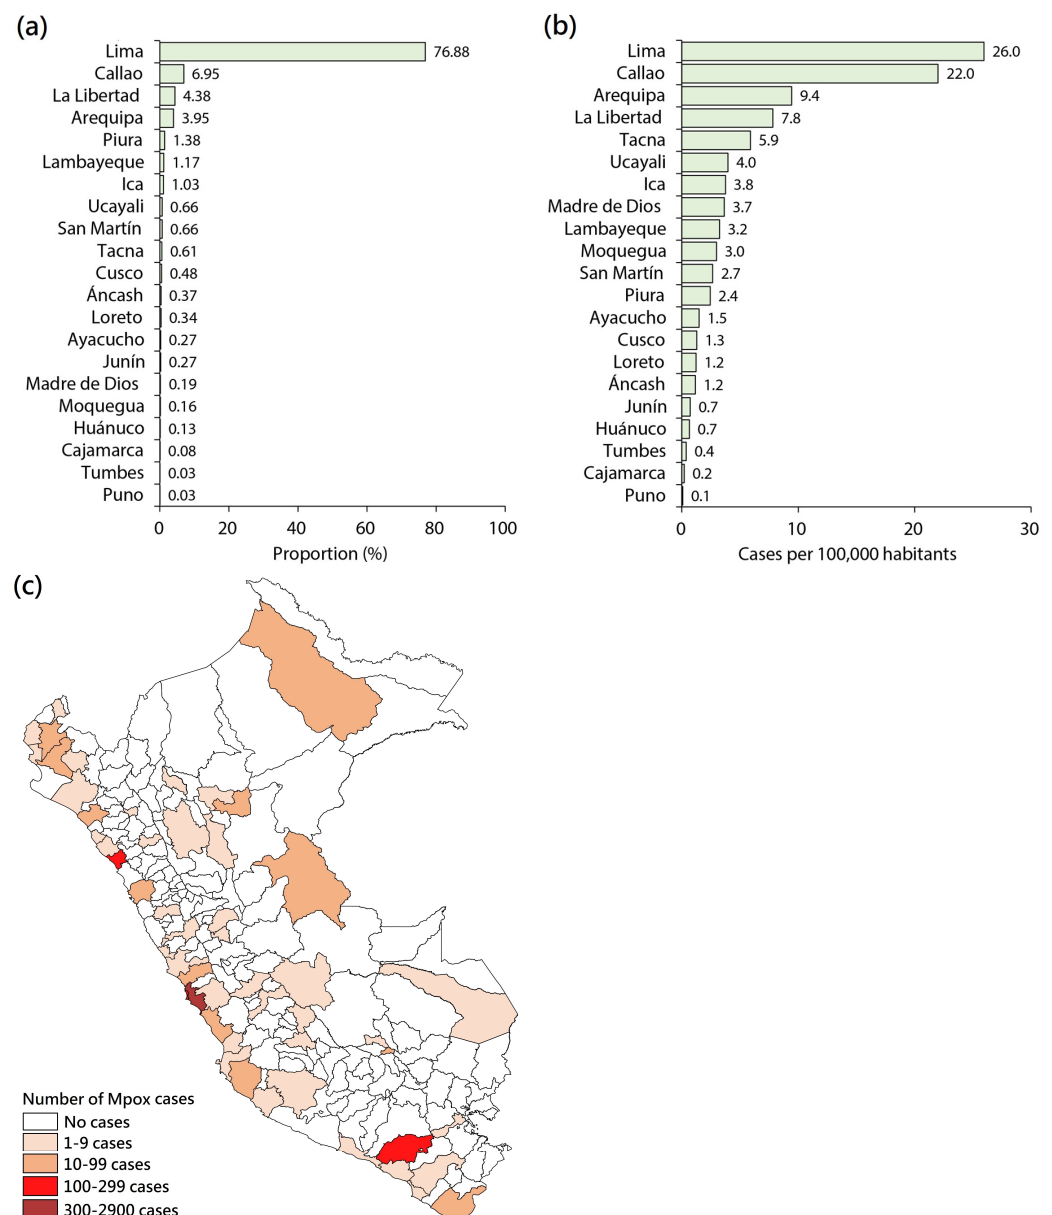 (a)
Lima 76.88
Callao 6.95
La Libertad 4.38
Arequipa 3.95
Piura 1.38
Lambayeque 1.17
Ica 1.03
Ucayali 0.66
San Martín 0.66
Tacna 0.61
Cusco 0.48
Áncash 0.37
Loreto 0.34
Ayacucho 0.27
Junín 0.27
Madre de Dios 0.19
Moquegua 0.16
Huánuco 0.13
Cajamarca 0.08
Tumbes 0.03
Puno 0.03
0 20 40 60 80 100
Proportion (%)
(b)
Lima 26.0
Callao 22.0
Arequipa 9.4
La Libertad 7.8
Tacna 5.9
Ucayali 4.0
Ica 3.8
Madre de Dios 3.7
Lambayeque 3.2
Moquegua 3.0
San Martín 2.7
Piura 2.4
Ayacucho 1.5
Cusco 1.3
Loreto 1.2
Áncash 1.2
Junín 0.7
Huánuco 0.7
Tumbes 0.4
Cajamarca 0.2
Puno 0.1
0 10 20 30
Cases per 100,000 habitants
(c)
Number of Mpox cases
No cases
1-9 cases
10-99 cases
100-299 cases
300-2900 cases